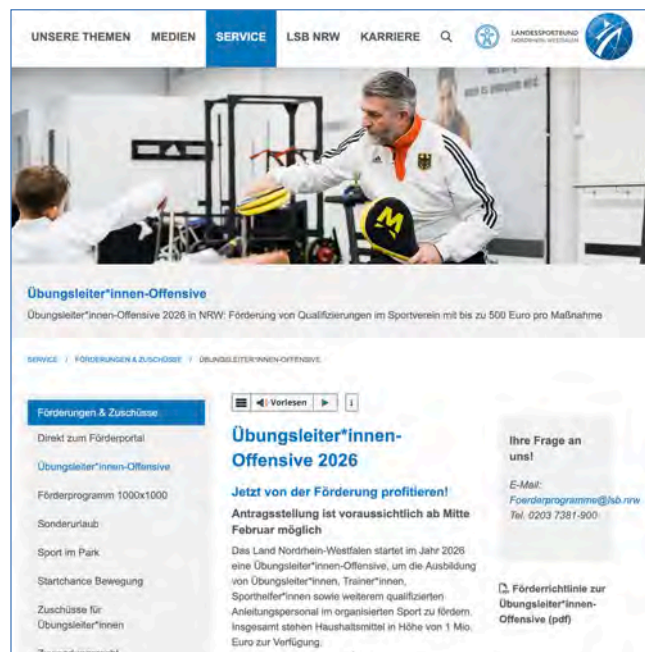 UNSERE THEMEN MEDIEN SERVICE LSB NRW KARRIERE
LANDESSPORTBUND
NORDRHEIN-WESTFALEN
Übungsleiter*innen-Offensive
Übungsleiter*innen-Offensive 2026 in NRW: Förderung von Qualifizierungen im Sportverein mit bis zu 500 Euro pro Maßnahme
SERVICE / FÖRDERUNGEN & ZUSCHÜSSE / ÜBUNGSLEITER*INNEN-OFFENSIVE
Förderungen & Zuschüsse
Direkt zum Förderportal
Übungsleiter*innen-Offensive
Förderprogramm 1000x1000
Sonderurlaub
Sport im Park
Startchance Bewegung
Zuschüsse für
Übungsleiter*innen
Vorlesen
Übungsleiter*innen-
Offensive 2026
Jetzt von der Förderung profitieren!
Antragsstellung ist voraussichtlich ab Mitte
Februar möglich
Das Land Nordrhein-Westfalen startet im Jahr 2026
eine Übungsleiter*innen-Offensive, um die Ausbildung
von Übungsleiter*innen, Trainer*innen,
Sporthelfer*innen sowie weiterem qualifizierten
Anleitungspersonal im organisierten Sport zu fördern.
Insgesamt stehen Haushaltsmittel in Höhe von 1 Mio.
Euro zur Verfügung.
Ihre Frage an
uns!
E-Mail:
Foerderprogramme@lsb.nrw
Tel. 0203 7381-900
Förderrichtlinie zur
Übungsleiter*innen-
Offensive (pdf)